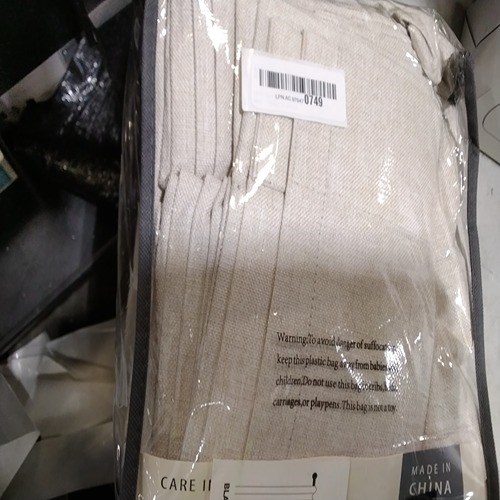 0749
Warning:To avoid danger of suffocation
keep this plastic bag away from babies and
children.Do not use this bag in cribs,beds,
carriages,or playpens.This bag is not a toy.
CARE
MADE IN
CHINA